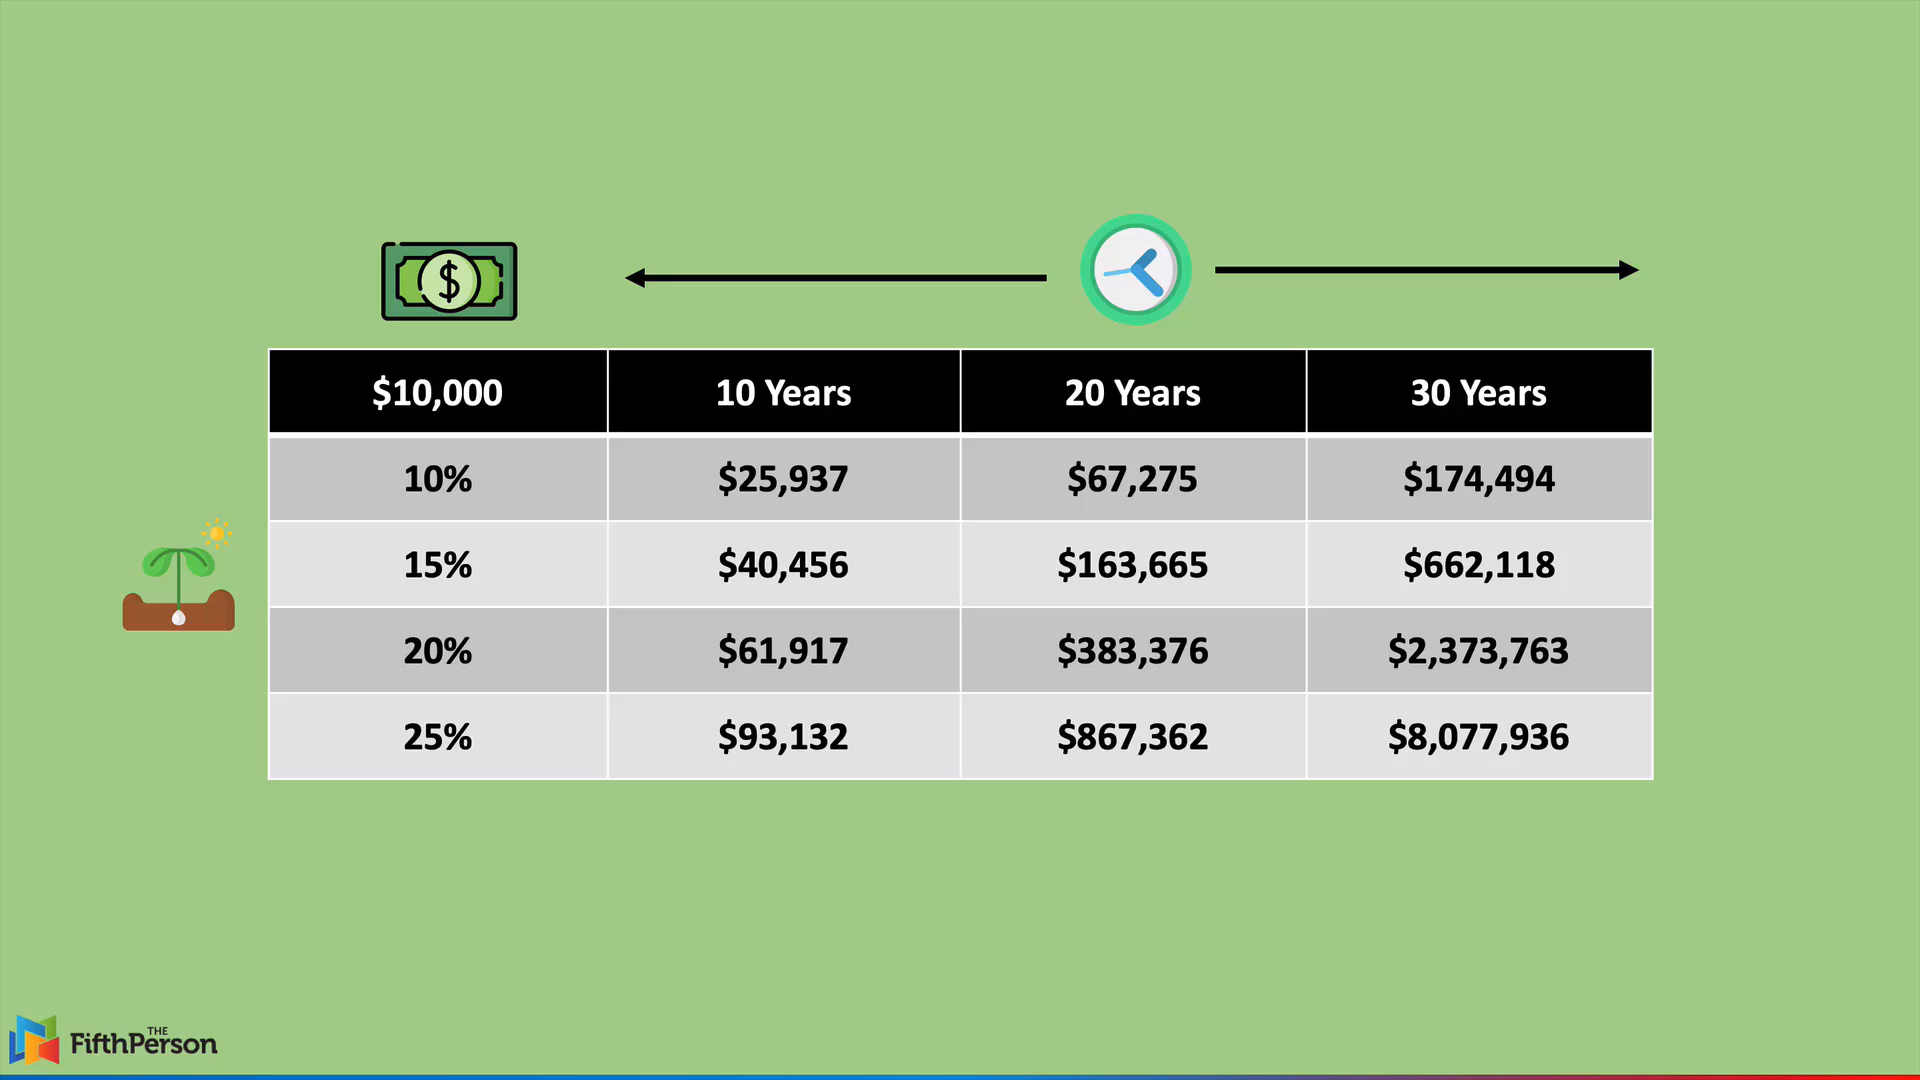 $
$10,000 10 Years 20 Years 30 Years
10% $25,937 $67,275 $174,494
15% $40,456 $163,665 $662,118
20% $61,917 $383,376 $2,373,763
25% $93,132 $867,362 $8,077,936
THE
FifthPerson